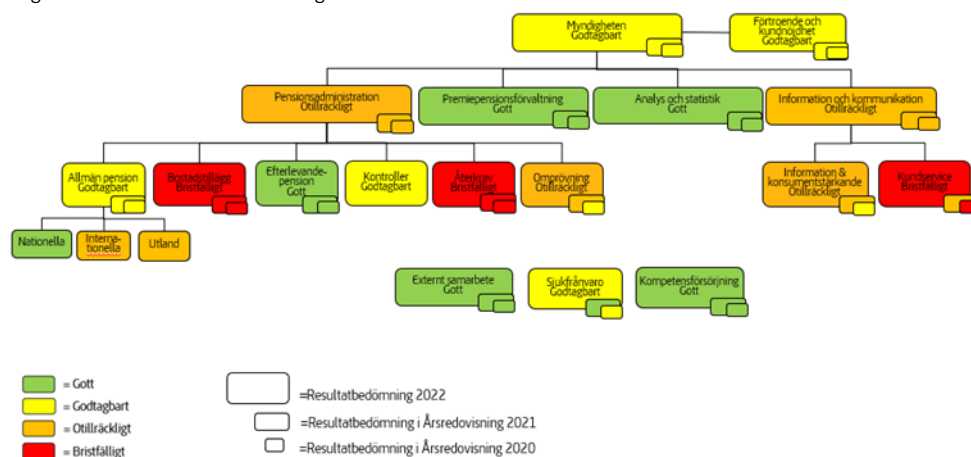 Myndigheten
Godtagbart
Förtroende och
kundnöjdhet
Godtagbart
Pensionsadministration
Otillräckligt
Premiepensionsförvaltning
Gott
Analys och statistik
Gott
Information och kommunikation
Otillräckligt
Allmän pension
Godtagbart
Bostadstillägg
Bristfälligt
Efterlevande-
pension
Gott
Kontroller
Godtagbart
Återkrav
Bristfälligt
Omprövning
Otillräckligt
Information &
konsumentstärkande
Otillräckligt
Kundservice
Bristfälligt
Nationella
Interna-
tionella
Utland
Externt samarbete
Gott
Sjukfrånvaro
Godtagbart
Kompetensförsörjning
Gott
= Gott
= Godtagbart
= Otillräckligt
= Bristfälligt
=Resultatbedömning 2022
=Resultatbedömning i Årsredovisning 2021
=Resultatbedömning i Årsredovisning 2020